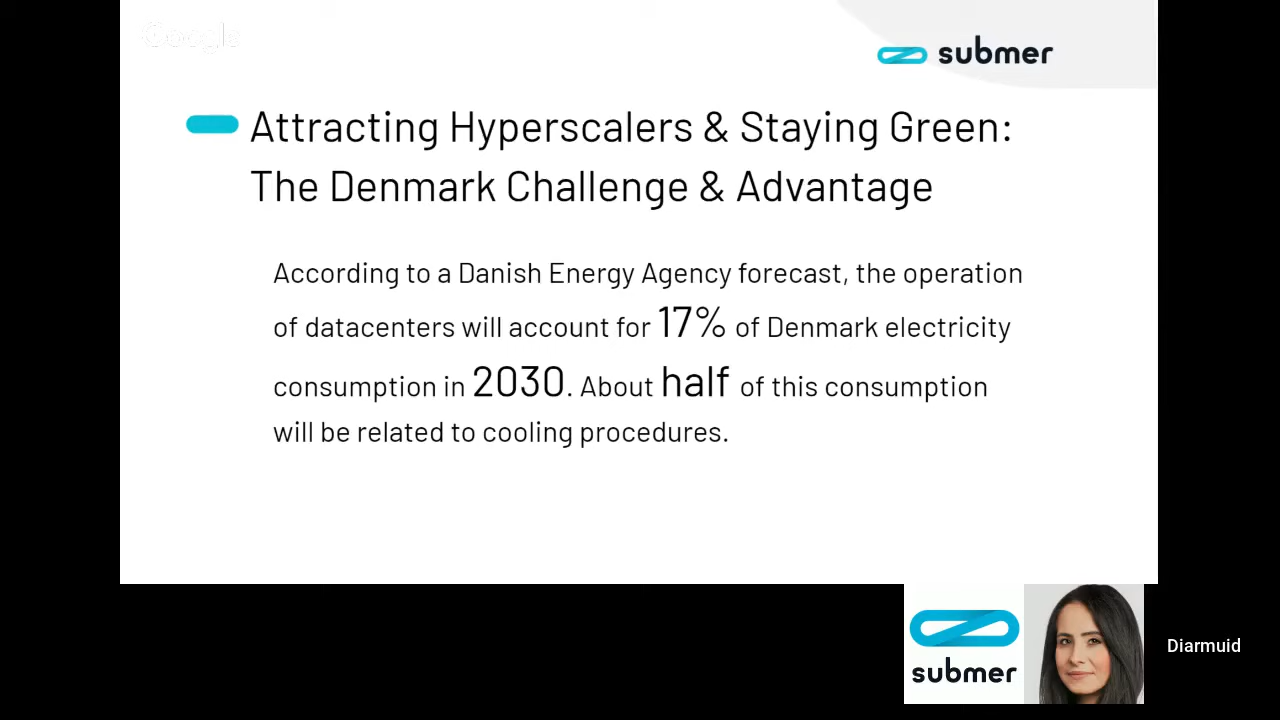 Google
submer
Attracting Hyperscalers & Staying Green:
The Denmark Challenge & Advantage
According to a Danish Energy Agency forecast, the operation
of datacenters will account for 17% of Denmark electricity
consumption in 2030. About half of this consumption
will be related to cooling procedures.
submer
Diarmuid